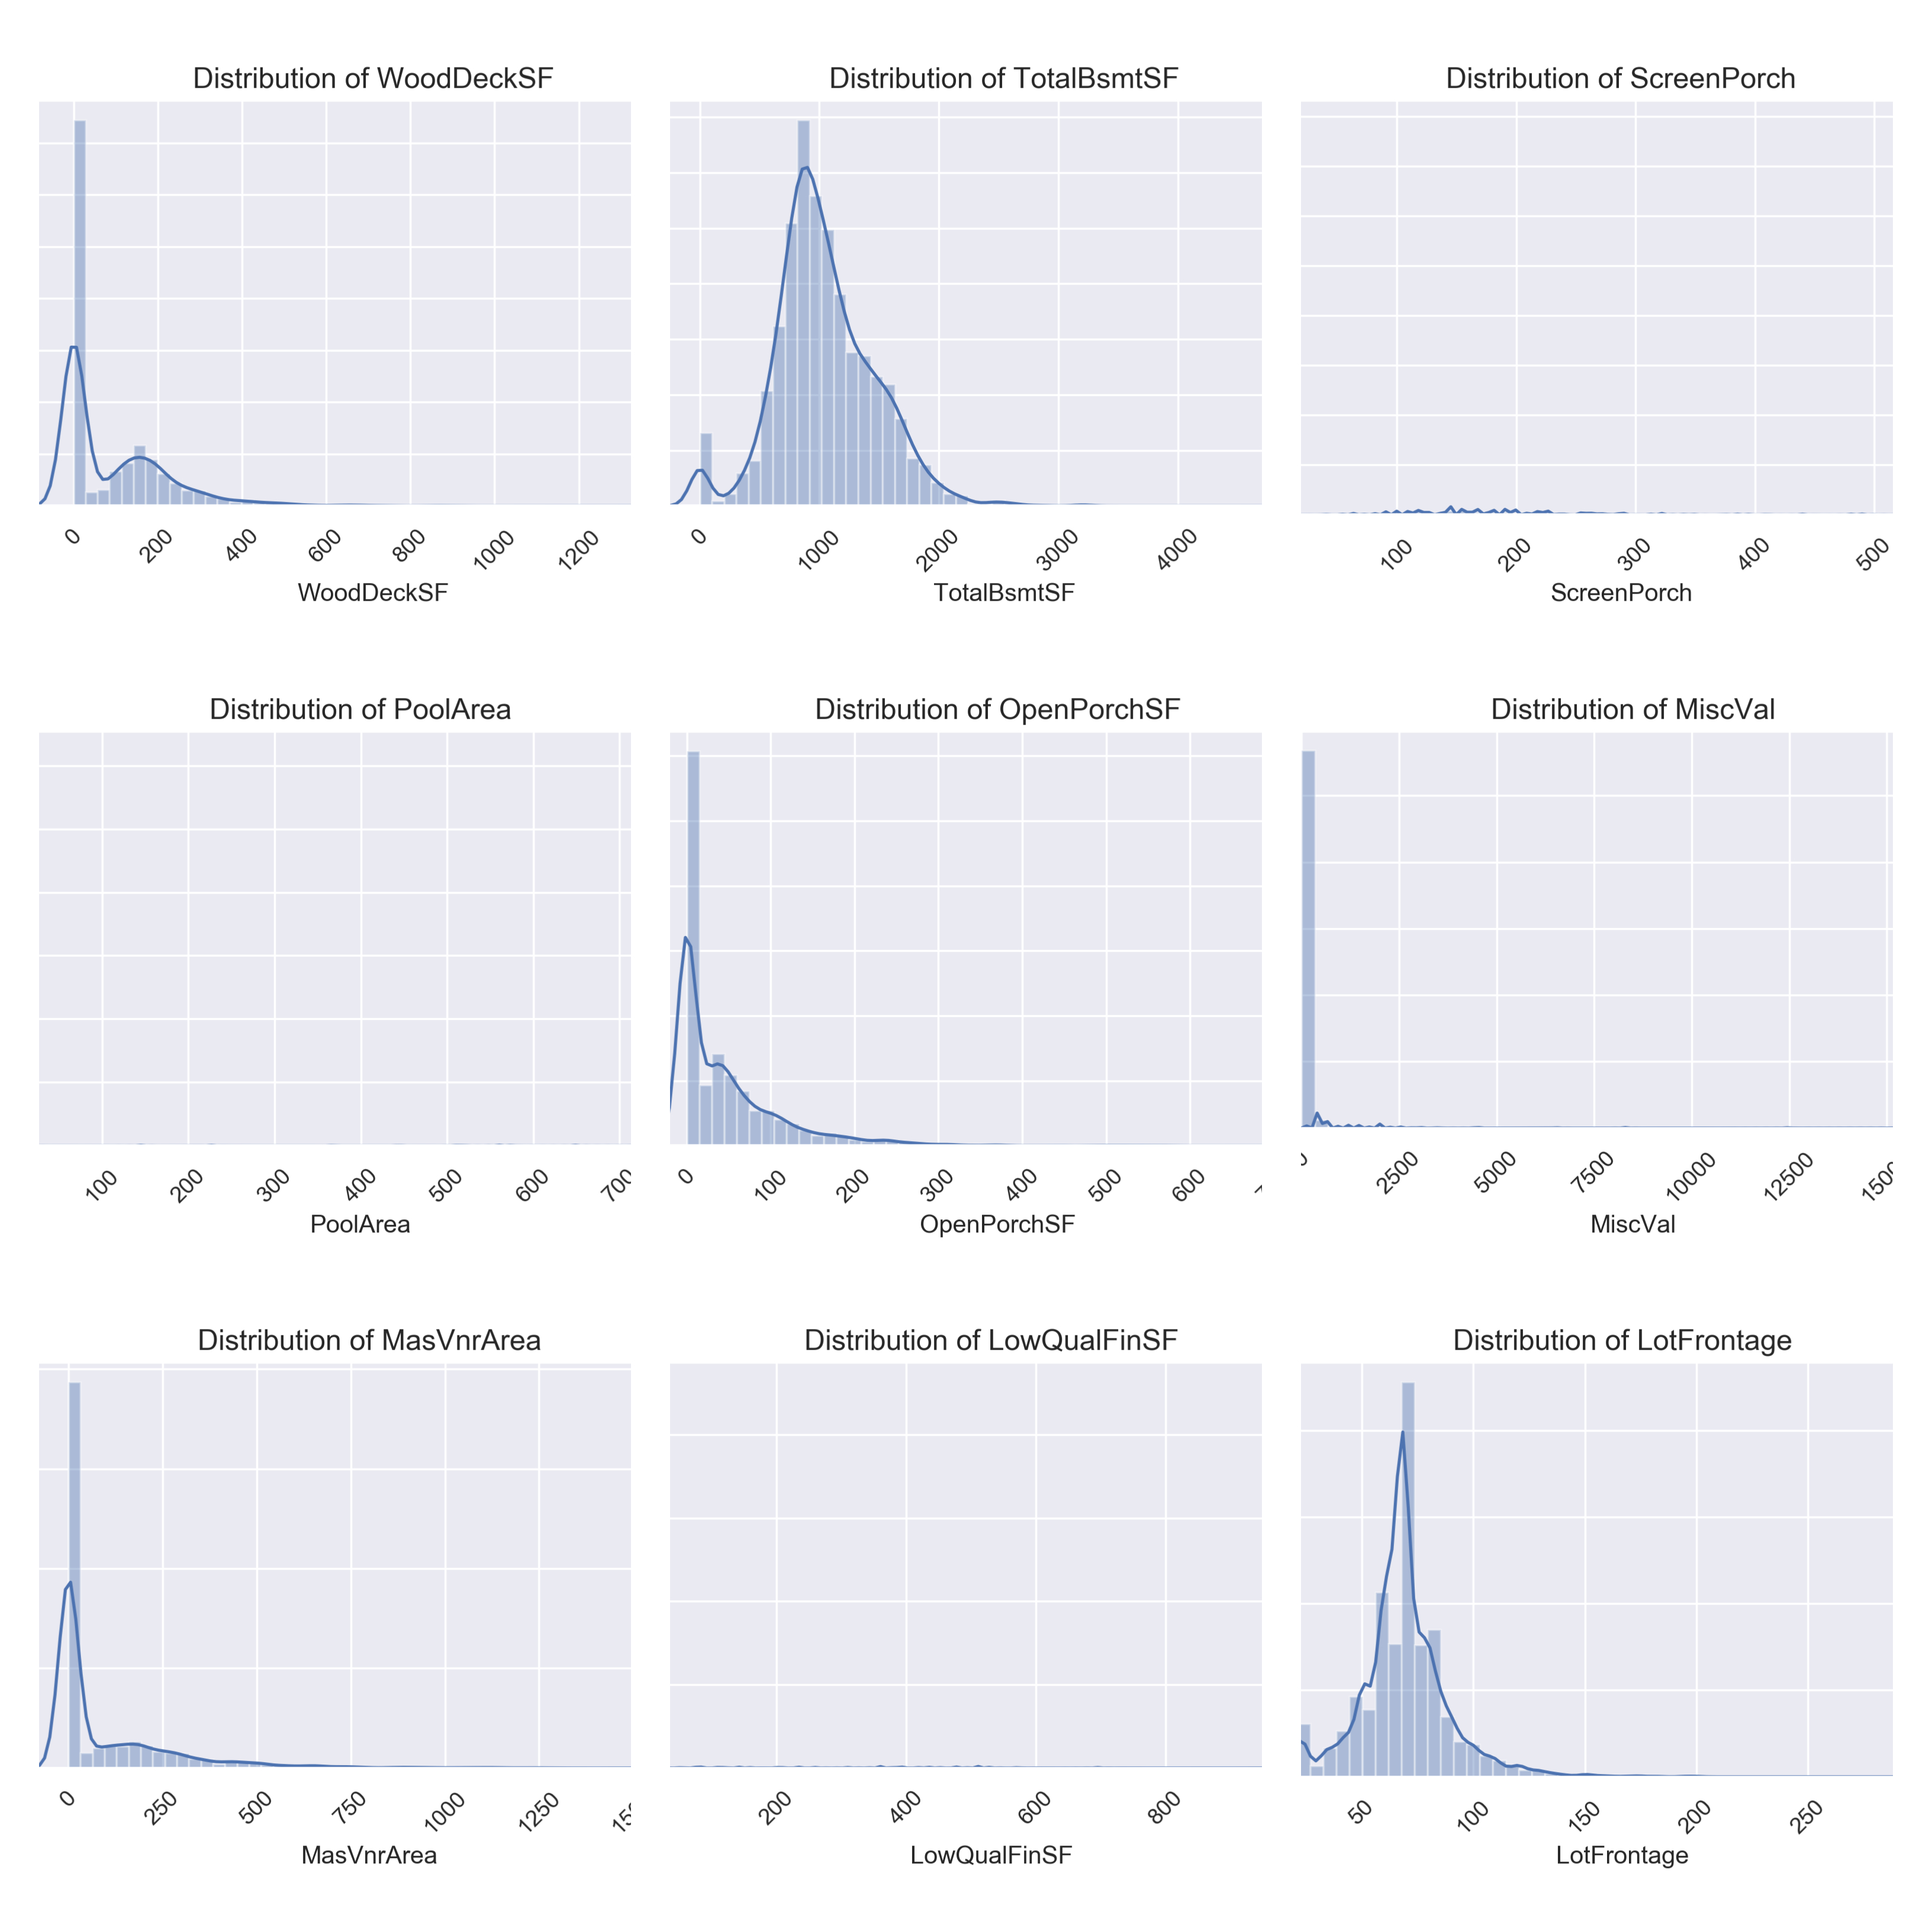 Distribution of WoodDeckSF
Distribution of TotalBsmtSF
Distribution of ScreenPorch
0 200 400 600 800 1000 1200
0 1000 2000 3000 4000
100 200 300 400 500
WoodDeckSF
TotalBsmtSF
ScreenPorch
Distribution of PoolArea
Distribution of OpenPorchSF
Distribution of MiscVal
100 200 300 400 500 600 700
0 100 200 300 400 500 600
2500 5000 7500 10000 12500
PoolArea
OpenPorchSF
MiscVal
Distribution of MasVnrArea
Distribution of LowQualFinSF
Distribution of LotFrontage
0 250 500 750 1000 1250
200 400 600 800
50 100 150 200 250
MasVnrArea
LowQualFinSF
LotFrontage